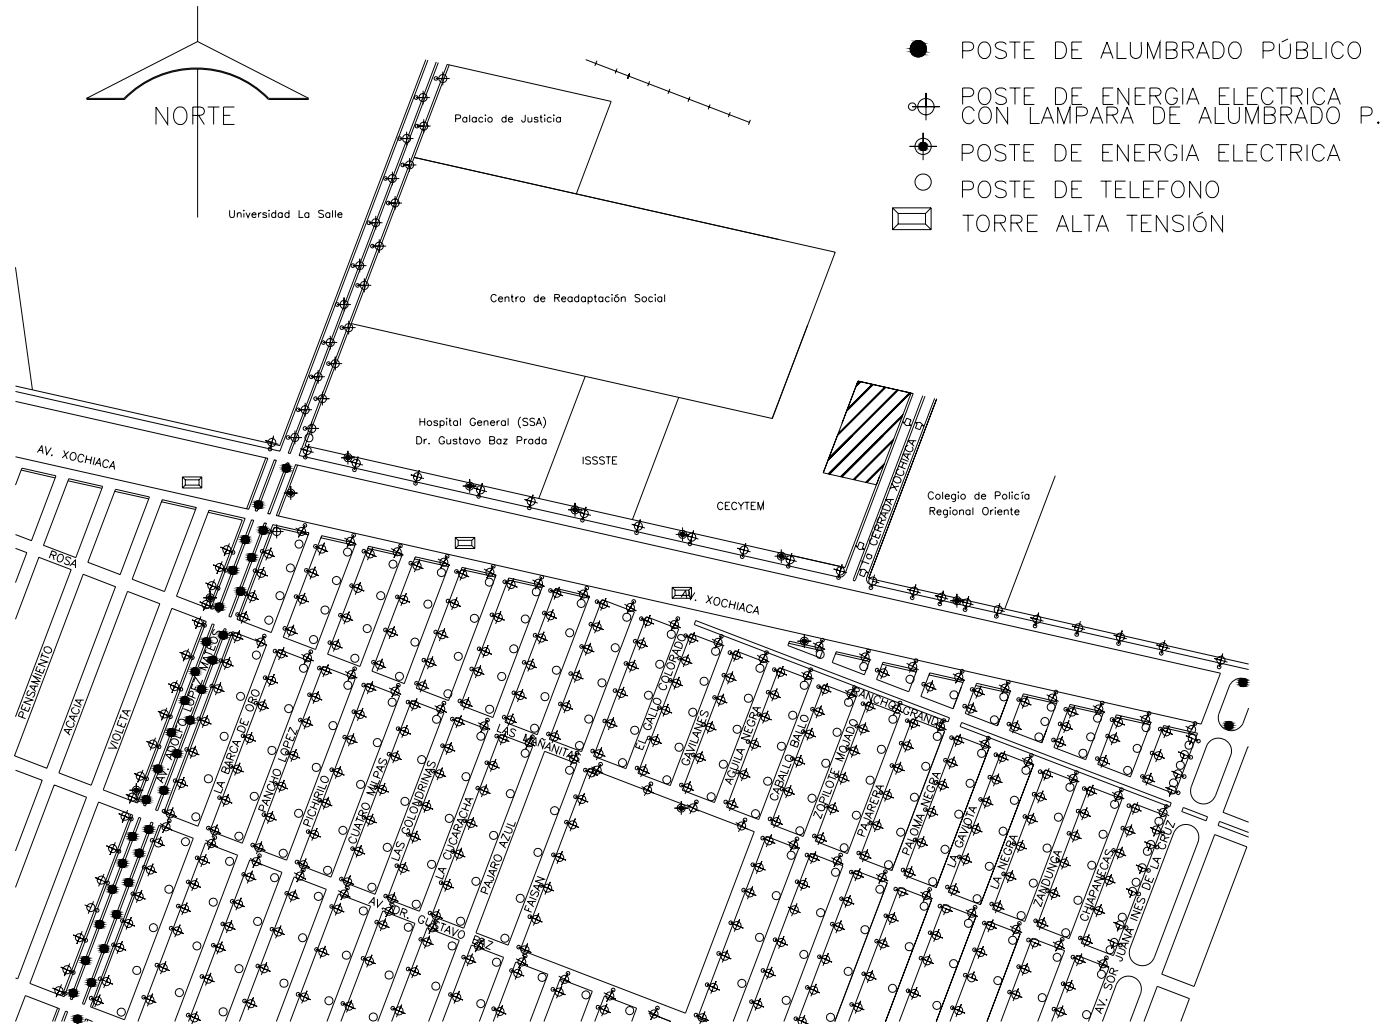 NORTE
POSTE DE ALUMBRADO PÚBLICO
POSTE DE ENERGIA ELECTRICA
CON LAMPARA DE ALUMBRADO P.
POSTE DE ENERGIA ELECTRICA
POSTE DE TELEFONO
TORRE ALTA TENSIÓN
Palacio de Justicia
Universidad La Salle
Centro de Readaptación Social
Hospital General (SSA)
Dr. Gustavo Baz Prada
ISSSTE
CECYTEM
1a CERRADA XOCHIACA
Colegio de Policía
Regional Oriente
AV. XOCHIACA
AV. XOCHIACA
ROSA
PENSAMIENTO
ACACIA
VIOLETA
LA BARCA DE ORO
PANCHO LOPEZ
PICHIRILO
CUATRO MILPAS
LAS GOLONDRINAS
LA CUCARACHA
PAJARO AZUL
FAISAN
LAS MAÑANITAS
EL GALLO COLORADO
GAVILANES
AGUILA NEGRA
CABALLO BAYO
ZOPILOTE MOJADO
PAJARERA
PALOMA NEGRA
LA GAVIOTA
LA NEGRA
ZANDUNGA
CHIAPANECAS
AV. SOR JUANA INES DE LA CRUZ
AV. DR. GUSTAVO BAZ